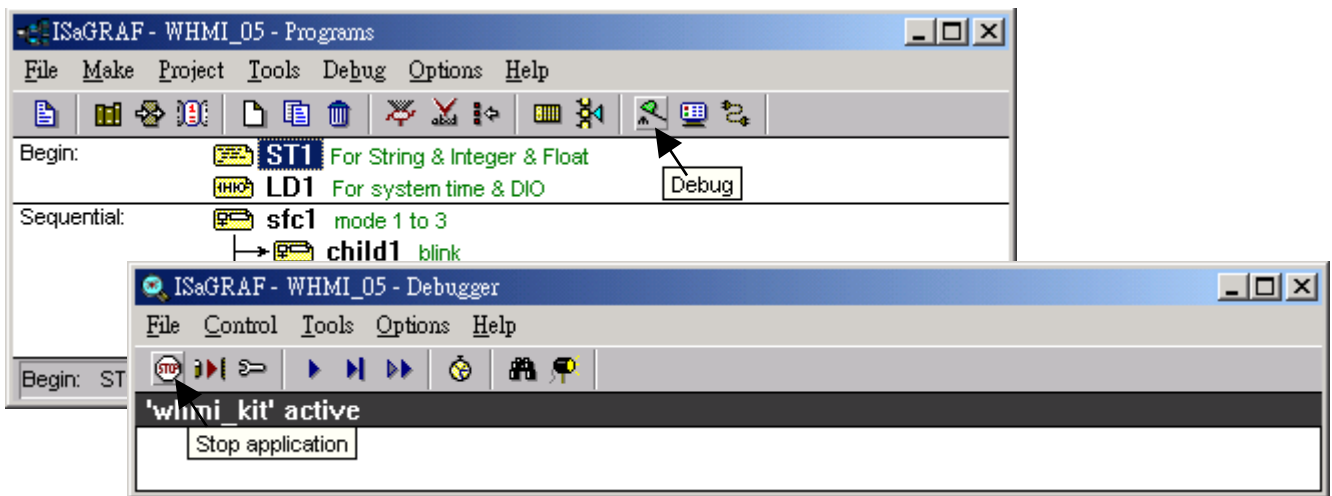 ISaGRAF - WHMI_05 - Programs
File Make Project Tools Debug Options Help
Begin: ST1 For String & Integer & Float
LD1 For system time & DIO
Debug
Sequential: sfc1 mode 1 to 3
child1 blink
ISaGRAF - WHMI_05 - Debugger
File Control Tools Options Help
STOP
Begin: ST
'whmi_kit' active
Stop application